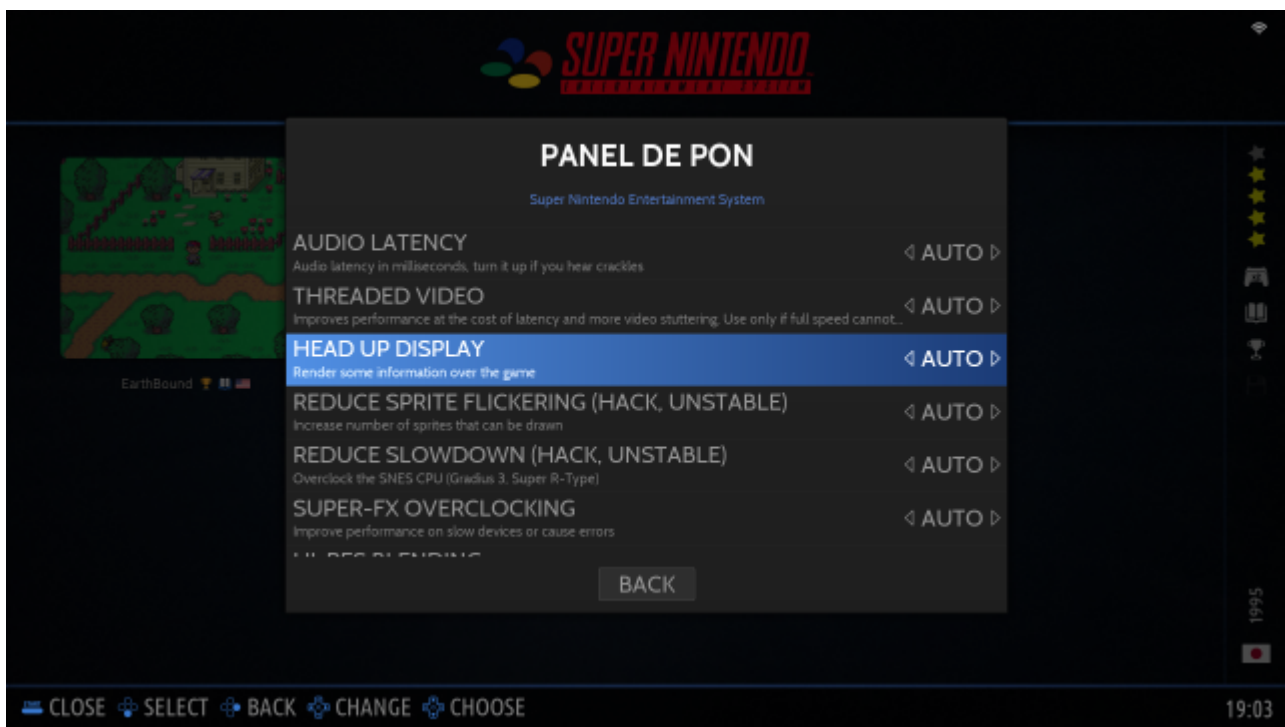 SUPER NINTENDO
ENTERTAINMENT SYSTEM
PANEL DE PON
Super Nintendo Entertainment System
AUDIO LATENCY
Audio latency in milliseconds, turn it up if you hear crackles
AUTO
THREADED VIDEO
Improves performance at the cost of latency and more video stuttering. Use only if full speed cannot...
AUTO
HEAD UP DISPLAY
Render some information over the game
AUTO
REDUCE SPRITE FLICKERING (HACK, UNSTABLE)
Increase number of sprites that can be drawn
AUTO
REDUCE SLOWDOWN (HACK, UNSTABLE)
Overclock the SNES CPU (Gradius 3, Super R-Type)
AUTO
SUPER-FX OVERCLOCKING
Improve performance on slow devices or cause errors
AUTO
BACK
EarthBound
1995
CLOSE SELECT BACK CHANGE CHOOSE
19:03